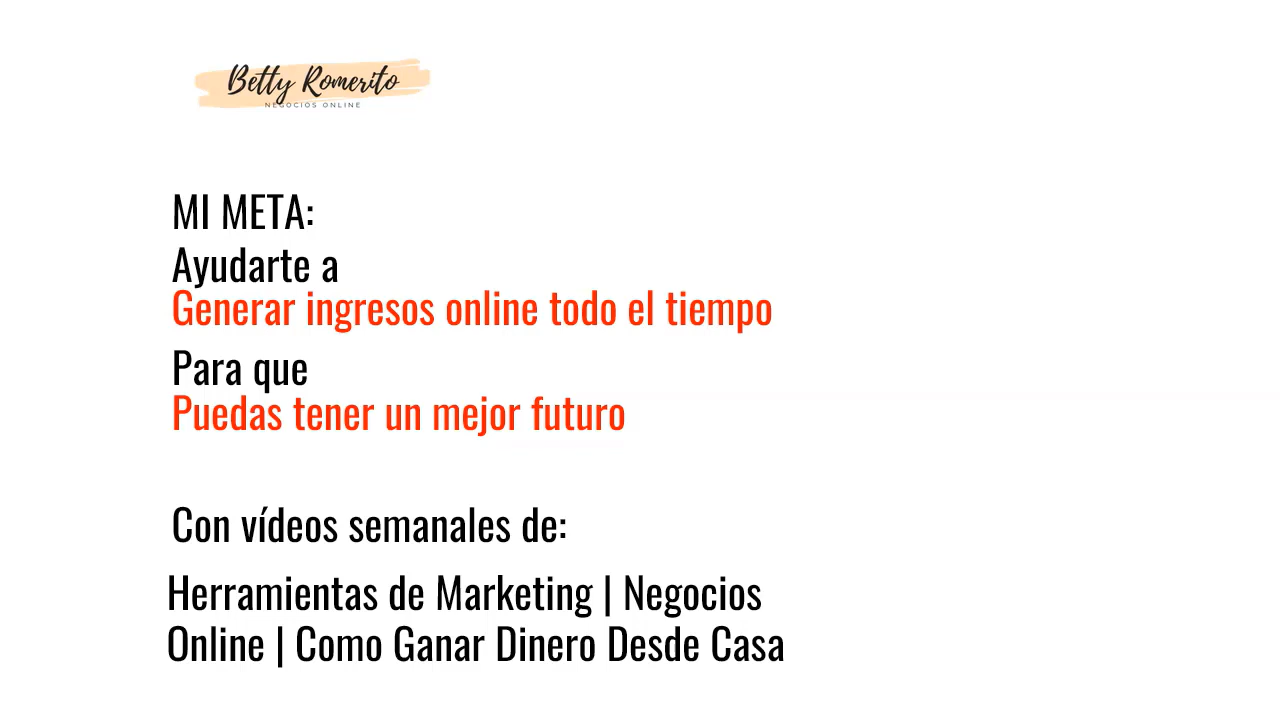 Betty Romerito
NEGOCIOS ONLINE
MI META:
Ayudarte a
Generar ingresos online todo el tiempo
Para que
Puedas tener un mejor futuro
Con vídeos semanales de:
Herramientas de Marketing | Negocios
Online | Como Ganar Dinero Desde Casa